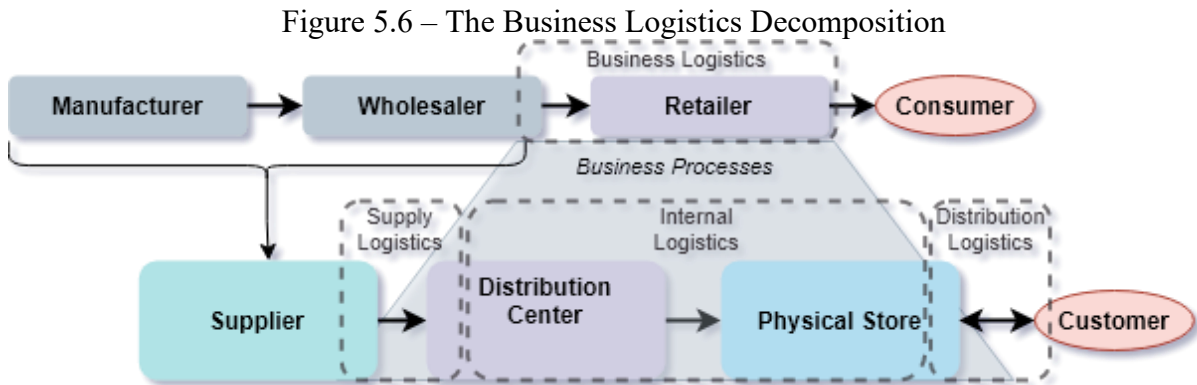 Figure 5.6 – The Business Logistics Decomposition
Business Logistics
Manufacturer
Wholesaler
Retailer
Consumer
Business Processes
Supply
Logistics
Internal
Logistics
Distribution
Logistics
Supplier
Distribution
Center
Physical Store
Customer